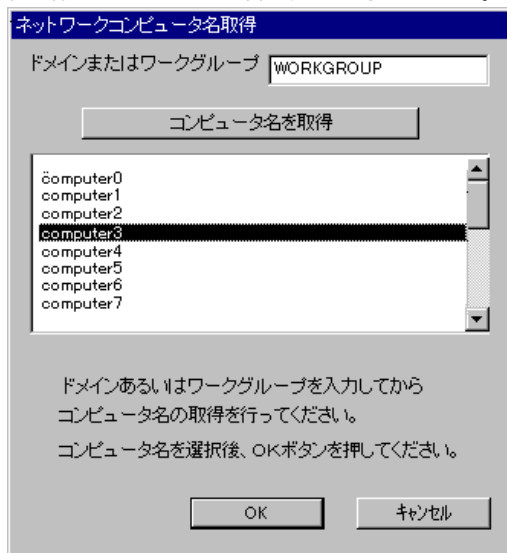 ネットワークコンピュータ名取得
ドメインまたはワークグループ WORKGROUP
コンピュータ名を取得
computer0
computer1
computer2
computer3
computer4
computer5
computer6
computer7
ドメインあるいはワークグループを入力してから
コンピュータ名の取得を行ってください。
コンピュータ名を選択後、OKボタンを押してください。
OK キャンセル